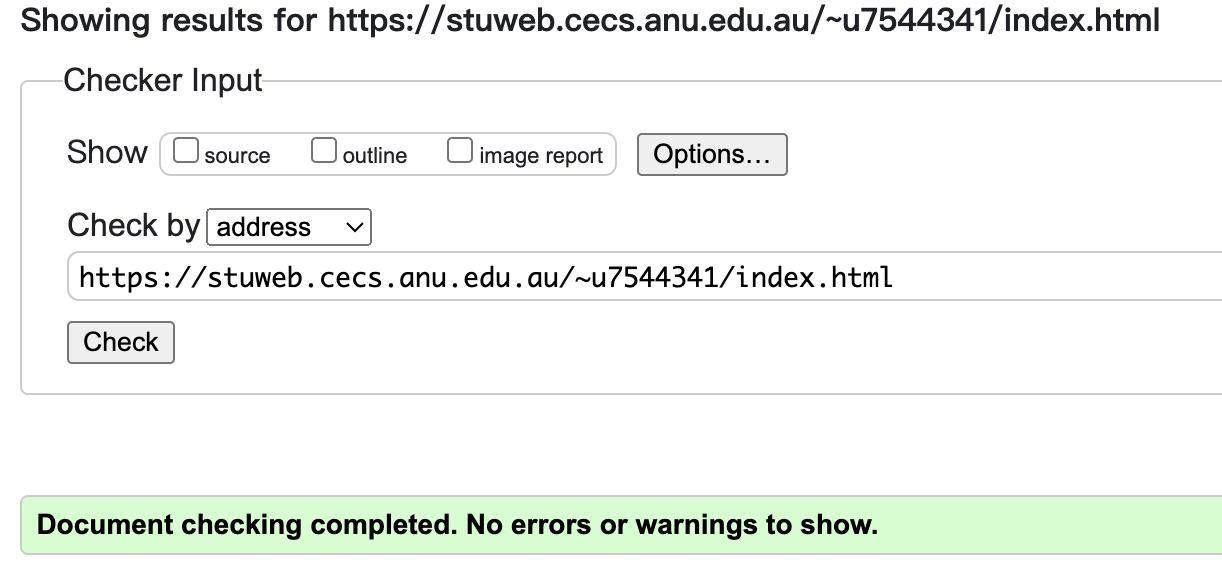 Showing results for https://stuweb.cecs.anu.edu.au/~u7544341/index.html
Checker Input
Show source outline image report Options...
Check by address
https://stuweb.cecs.anu.edu.au/~u7544341/index.html
Check
Document checking completed. No errors or warnings to show.